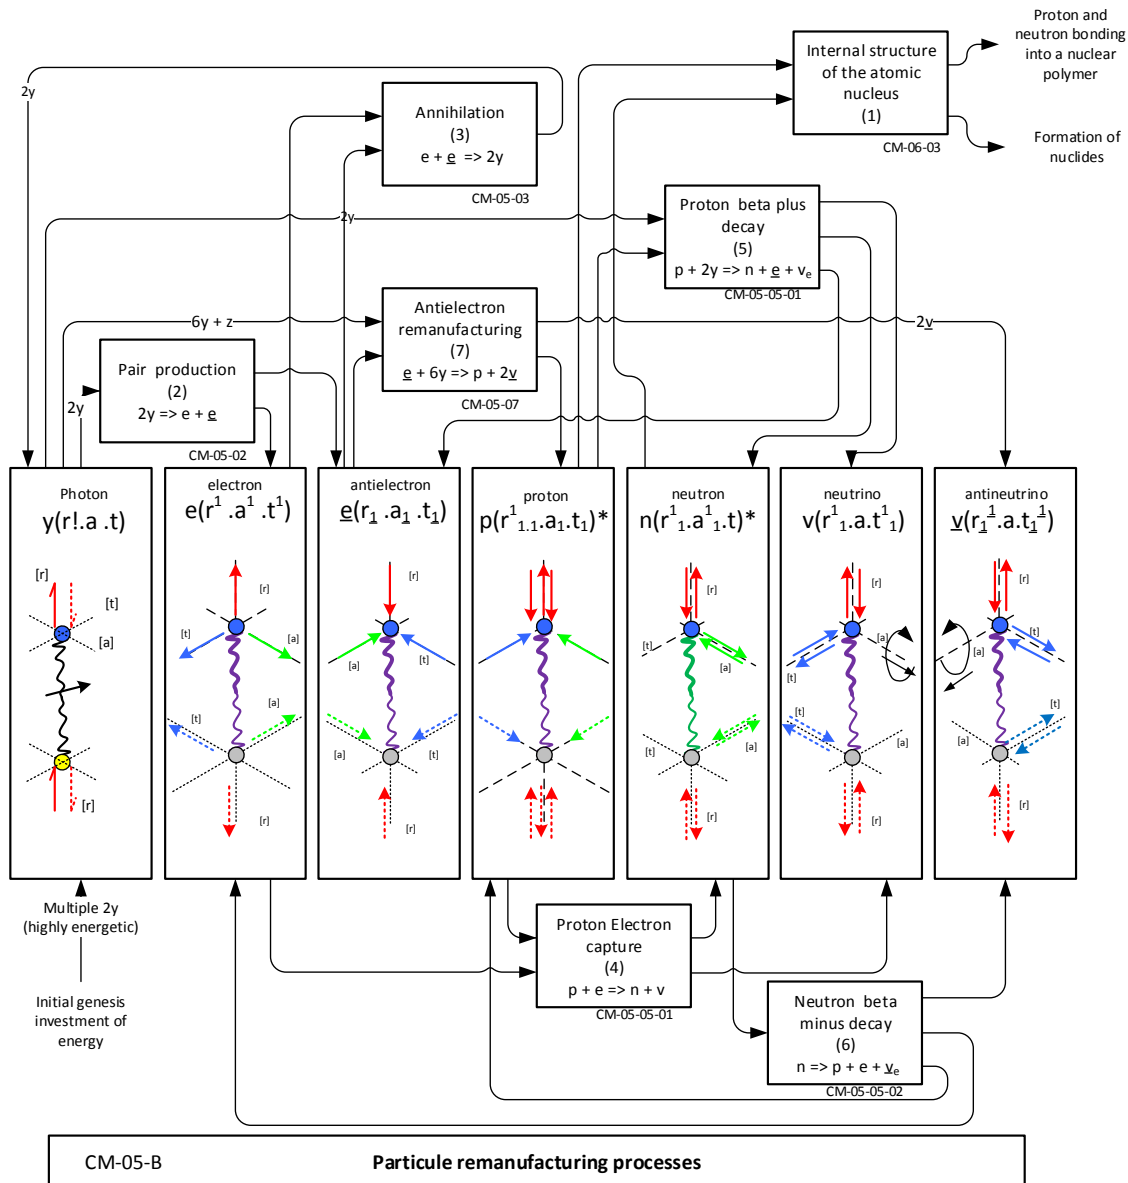 Proton and
neutron bonding
into a nuclear
polymer
Internal structure
of the atomic
nucleus
(1)
CM-06-03
Formation of
nuclides
2y
Annihilation
(3)
e + e => 2y
CM-05-03
2y
Proton beta plus
decay
(5)
p + 2y => n + e + ve
CM-05-05-01
6y + z
Antielectron
remanufacturing
(7)
e + 6y => p + 2v
CM-05-07
2v
Pair production
(2)
2y => e + e
CM-05-02
2y
Photon
y(r!.a .t)
[r]
[t]
[a]
[r]
electron
e(r1 .a1 .t1)
[r]
[t]
[a]
[a]
[t]
[r]
antielectron
e(r1 .a1 .t1)
[r]
[a]
[t]
[a]
[t]
[r]
proton
p(r11.1.a1.t1)*
neutron
n(r11.a11.t)*
[r]
[t]
[a]
[t]
[a]
[r]
neutrino
v(r11.a.t11)
[r]
[a]
[t]
[t]
[a]
[r]
antineutrino
v(r11.a.t11)
[r]
[t]
[a]
[t]
[a]
[r]
Multiple 2y
(highly energetic)
Initial genesis
investment of
energy
Proton Electron
capture
(4)
p + e => n + v
CM-05-05-01
Neutron beta
minus decay
(6)
n => p + e + ve
CM-05-05-02
CM-05-B
Particule remanufacturing processes